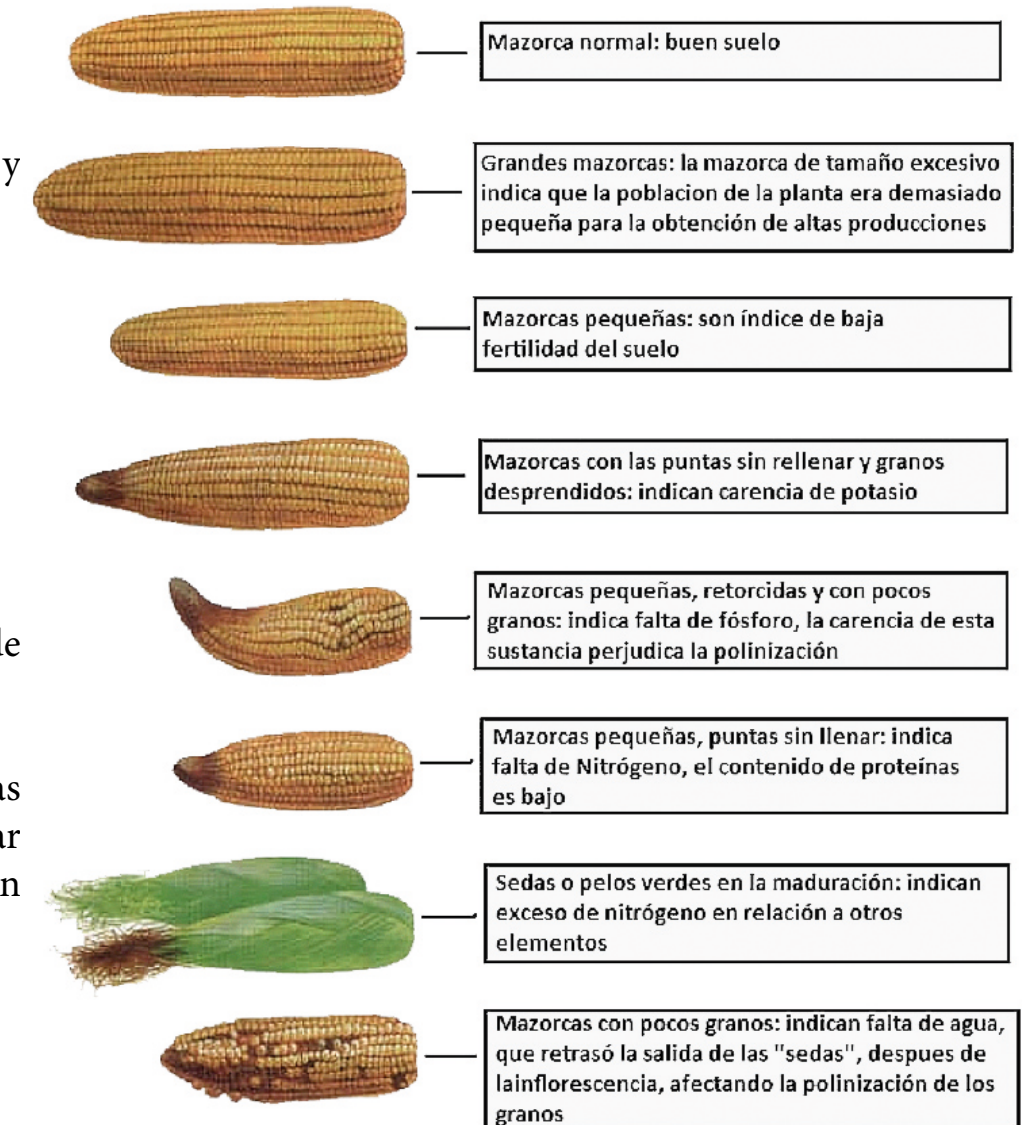 Mazorca normal: buen suelo
y
Grandes mazorcas: la mazorca de tamaño excesivo
indica que la poblacion de la planta era demasiado
pequeña para la obtención de altas producciones
Mazorcas pequeñas: son índice de baja
fertilidad del suelo
Mazorcas con las puntas sin rellenar y granos
desprendidos: indican carencia de potasio
Mazorcas pequeñas, retorcidas y con pocos
granos: indica falta de fósforo, la carencia de esta
sustancia perjudica la polinización
Mazorcas pequeñas, puntas sin llenar: indica
falta de Nitrógeno, el contenido de proteínas
es bajo
Sedas o pelos verdes en la maduración: indican
exceso de nitrógeno en relación a otros
elementos
Mazorcas con pocos granos: indican falta de agua,
que retrasó la salida de las "sedas", despues de
lainflorescencia, afectando la polinización de los
granos